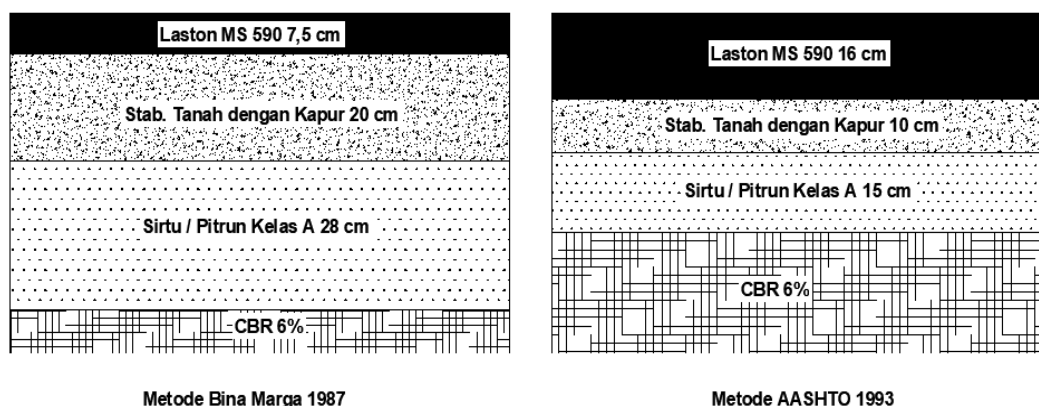 Laston MS 590 7,5 cm
Stab. Tanah dengan Kapur 20 cm
Sirtu / Pitrun Kelas A 28 cm
CBR 6%
Metode Bina Marga 1987
Laston MS 590 16 cm
Stab. Tanah dengan Kapur 10 cm
Sirtu / Pitrun Kelas A 15 cm
CBR 6%
Metode AASHTO 1993